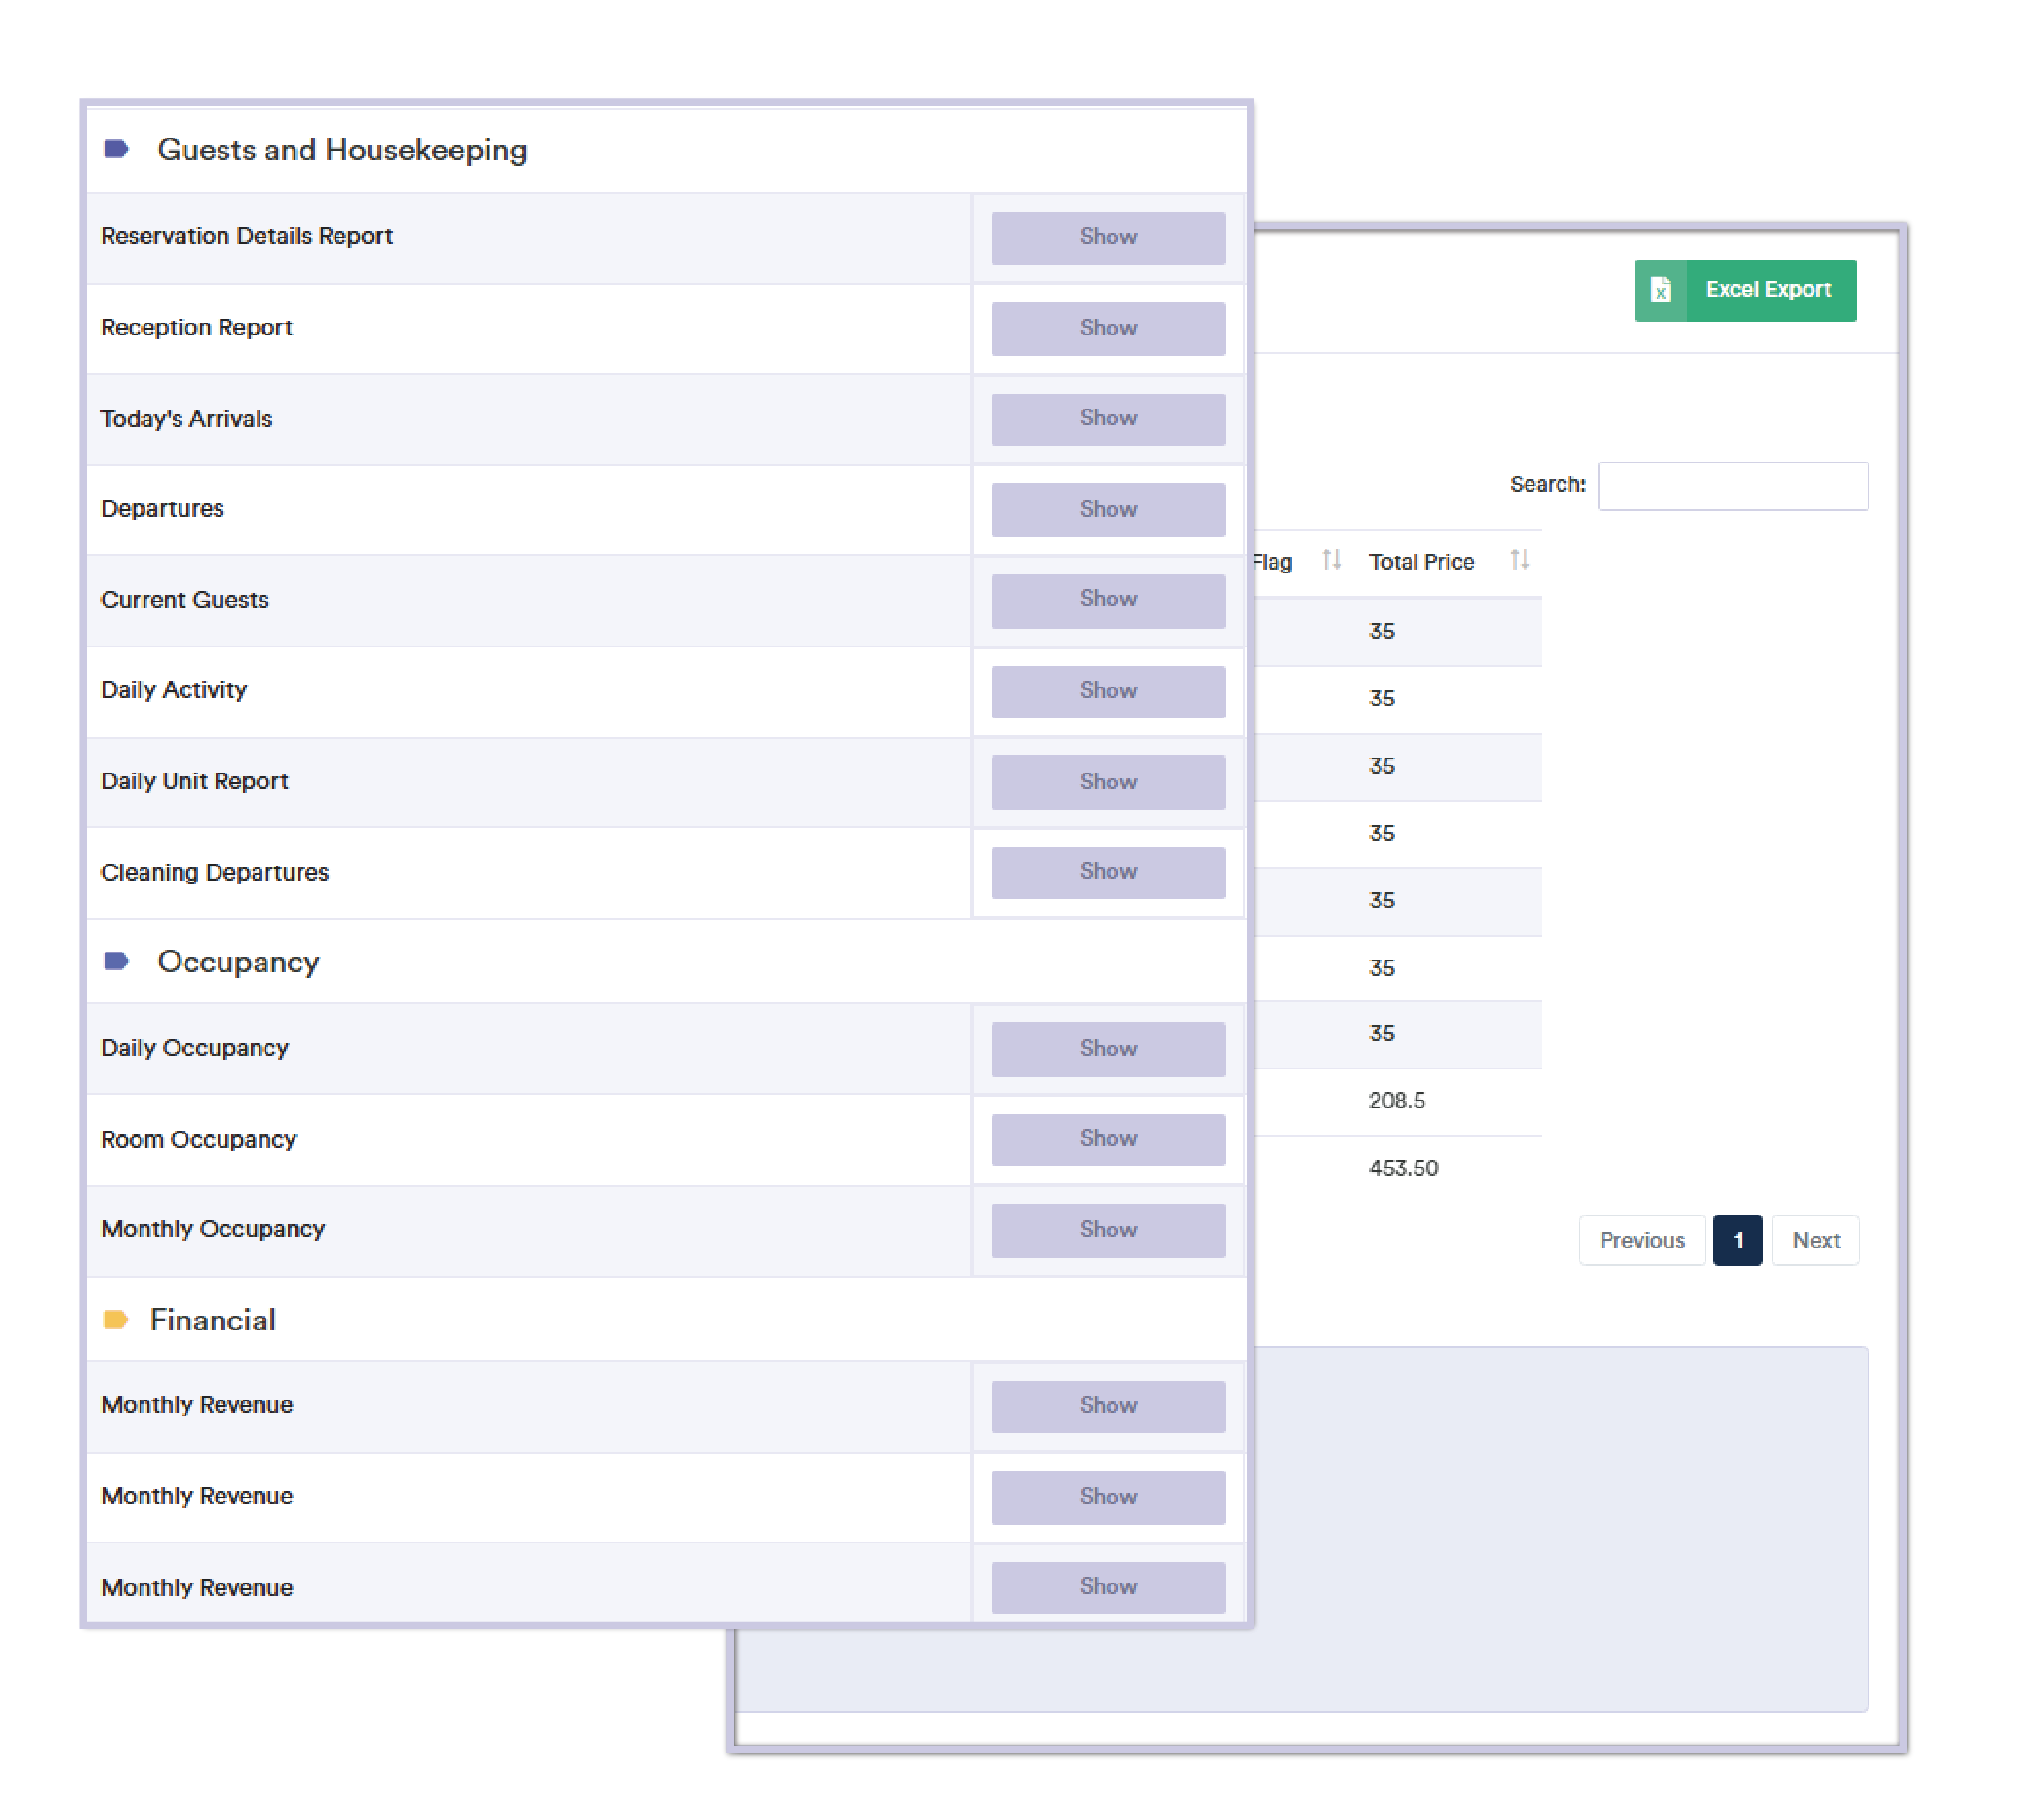 Guests and Housekeeping
Reservation Details Report Show
Reception Report Show
Today's Arrivals Show
Departures Show
Current Guests Show
Daily Activity Show
Daily Unit Report Show
Cleaning Departures Show
Occupancy
Daily Occupancy Show
Room Occupancy Show
Monthly Occupancy Show
Financial
Monthly Revenue Show
Monthly Revenue Show
Monthly Revenue Show
Excel Export
Search:
Flag Total Price
35
35
35
35
35
35
35
208.5
453.50
Previous 1 Next